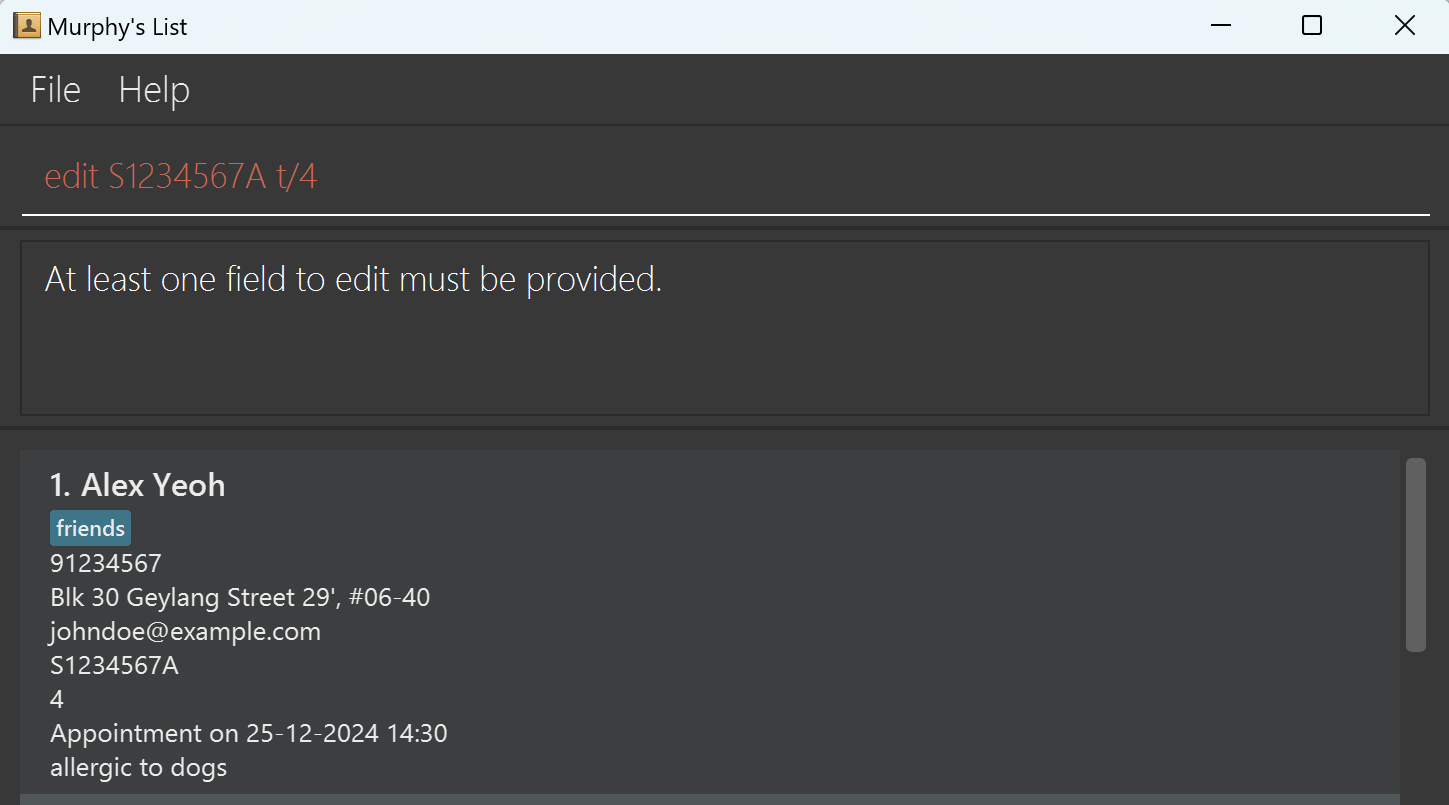 Murphy's List
File Help
edit S1234567A t/4
At least one field to edit must be provided.
1. Alex Yeoh
friends
91234567
Blk 30 Geylang Street 29', #06-40
johndoe@example.com
S1234567A
4
Appointment on 25-12-2024 14:30
allergic to dogs